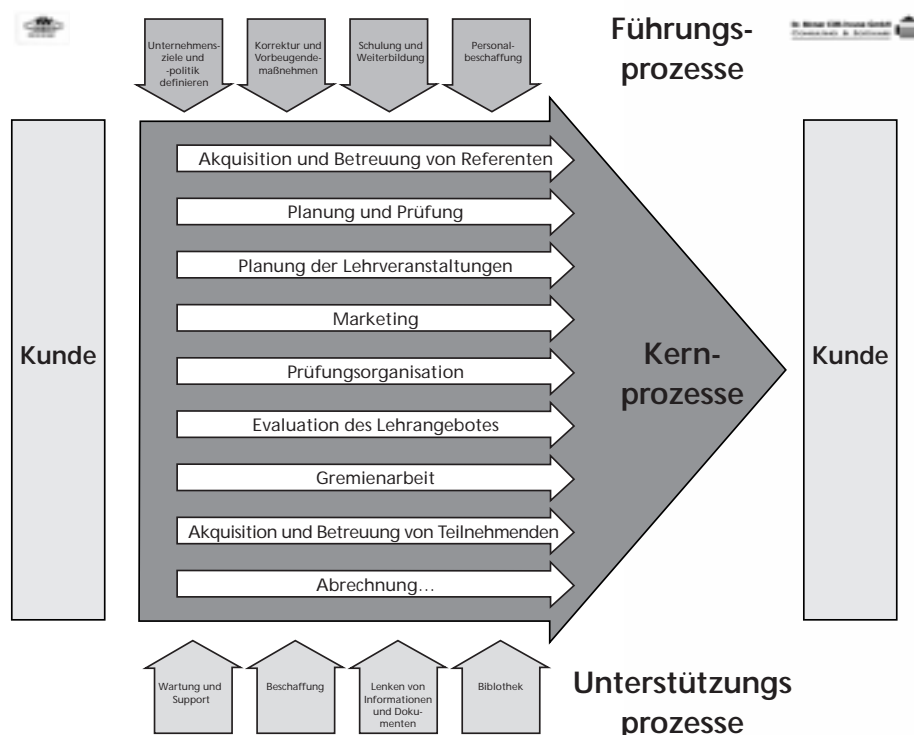 Führungs-
prozesse
Unternehmens-
ziele und
-politik
definieren
Korrektur und
Vorbeugende-
maßnehmen
Schulung und
Weiterbildung
Personal-
beschaffung
Kunde
Akquisition und Betreuung von Referenten
Planung und Prüfung
Planung der Lehrveranstaltungen
Marketing
Prüfungsorganisation
Evaluation des Lehrangebotes
Gremienarbeit
Akquisition und Betreuung von Teilnehmenden
Abrechnung...
Kern-
prozesse
Kunde
Wartung und
Support
Beschaffung
Lenken von
Informationen
und Doku-
menten
Bibliothek
Unterstützungs
prozesse